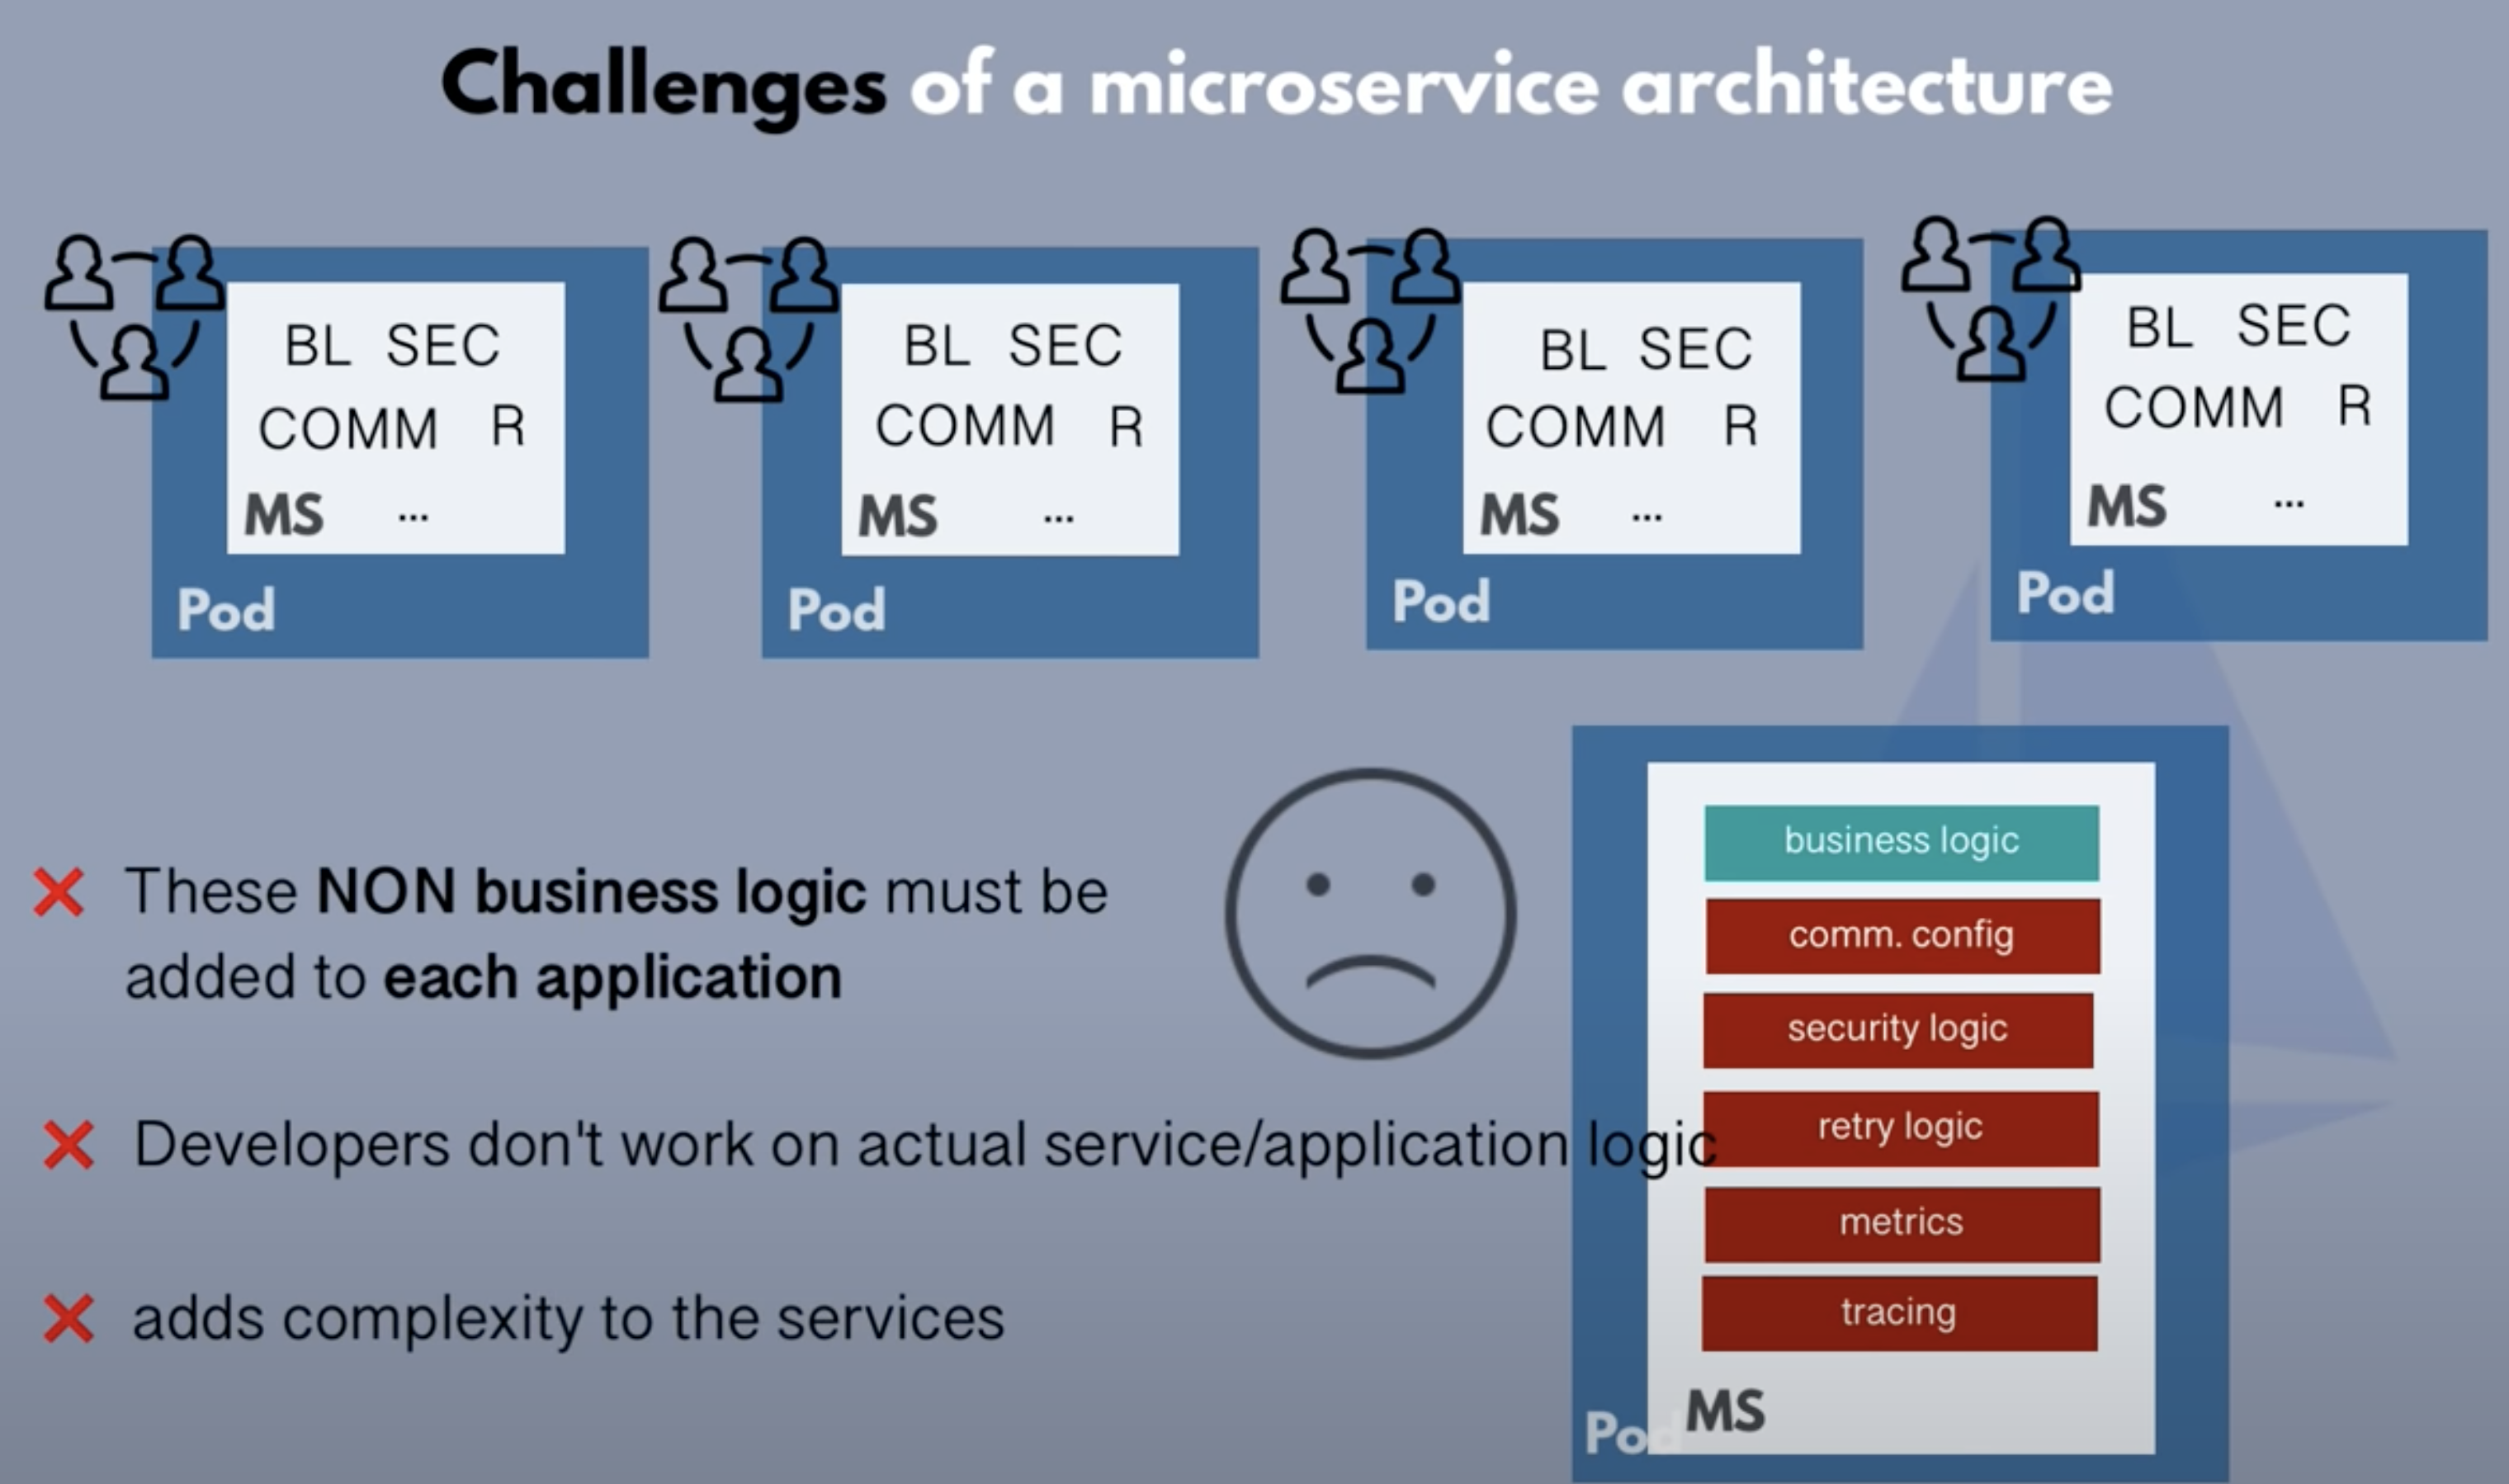 Challenges of a microservice architecture
BL SEC
COMM R
MS ...
Pod
BL SEC
COMM R
MS ...
Pod
BL SEC
COMM R
MS ...
Pod
BL SEC
COMM R
MS ...
Pod
These NON business logic must be
added to each application
Developers don't work on actual service/application logic
adds complexity to the services
business logic
comm. config
security logic
retry logic
metrics
tracing
MS
Pod